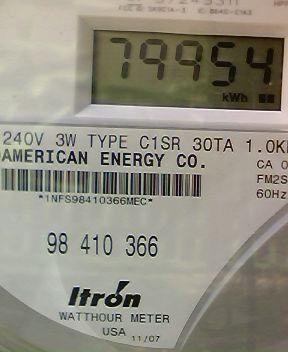 79954
kWh
240V 3W TYPE C1SR 30TA 1.0K
AMERICAN ENERGY CO.
CA 0
FM2S
60Hz
*1NFS98410366MEC*
98 410 366
Itron
WATTHOUR METER
USA 11/07